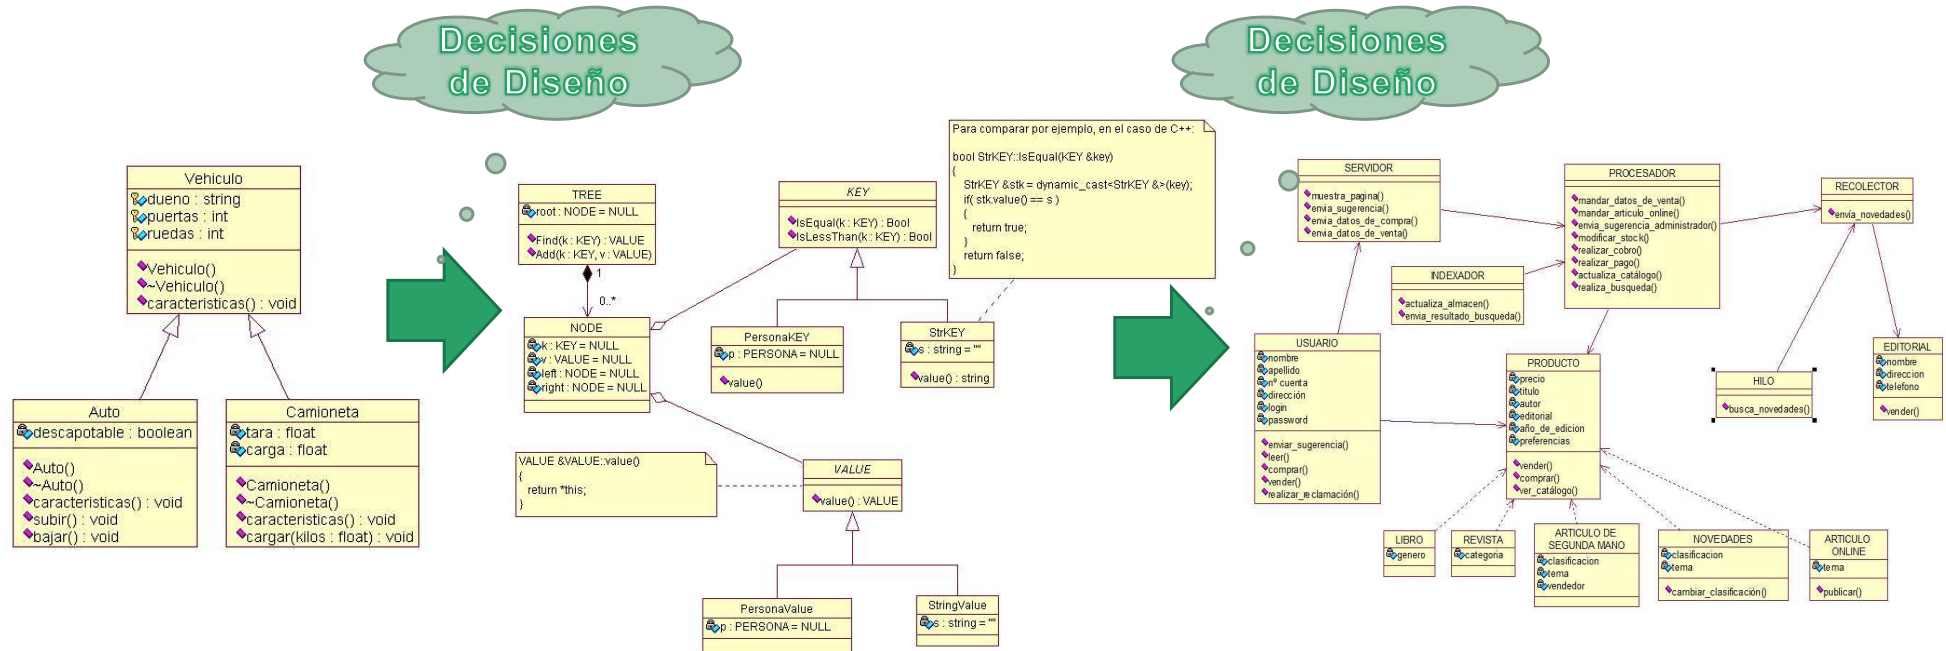 Decisiones
de Diseño
Decisiones
de Diseño
Vehiculo
dueno : string
puertas : int
ruedas : int
Vehiculo()
~Vehiculo()
caracteristicas() : void
Auto
descapotable : boolean
Auto()
~Auto()
caracteristicas() : void
subir() : void
bajar() : void
Camioneta
tara : float
carga : float
Camioneta()
~Camioneta()
caracteristicas() : void
cargar(kilos : float) : void
TREE
root : NODE = NULL
Find(k : KEY) : VALUE
Add(k : KEY, v : VALUE)
1
0..*
NODE
k : KEY = NULL
v : VALUE = NULL
left : NODE = NULL
right : NODE = NULL
KEY
IsEqual(k : KEY) : Bool
IsLessThan(k : KEY) : Bool
PersonaKEY
p : PERSONA = NULL
value()
StrKEY
s : string = ""
value() : string
Para comparar por ejemplo, en el caso de C++:
bool StrKEY::IsEqual(KEY &key)
{
StrKEY &stk = dynamic_cast<StrKEY &>(key);
if( stk.value() == s )
{
return true;
}
return false;
}
VALUE &VALUE::value()
{
return *this;
}
VALUE
value() : VALUE
PersonaValue
p : PERSONA = NULL
StringValue
s : string = ""
SERVIDOR
muestra_pagina()
envia_sugerencia()
envia_datos_de_compra()
envia_datos_de_venta()
PROCESADOR
mandar_datos_de_venta()
mandar_articulo_online()
envia_sugerencia_administrador()
modificar_stock()
realizar_cobro()
realizar_pago()
actualiza_catálogo()
realiza_busqueda()
RECOLECTOR
envía_novedades()
INDEXADOR
actualiza_almacen()
envia_resultado_busqueda()
USUARIO
nombre
apellido
nº cuenta
dirección
login
password
enviar_sugerencia()
leer()
comprar()
vender()
realizar_reclamación()
PRODUCTO
precio
titulo
autor
editorial
año_de_edicion
preferencias
vender()
comprar()
ver_catálogo()
HILO
busca_novedades()
EDITORIAL
nombre
direccion
telefono
vender()
LIBRO
genero
REVISTA
categoria
ARTICULO DE
SEGUNDA MANO
clasificacion
tema
vendedor
NOVEDADES
clasificacion
tema
cambiar_clasificación()
ARTICULO
ONLINE
tema
publicar()